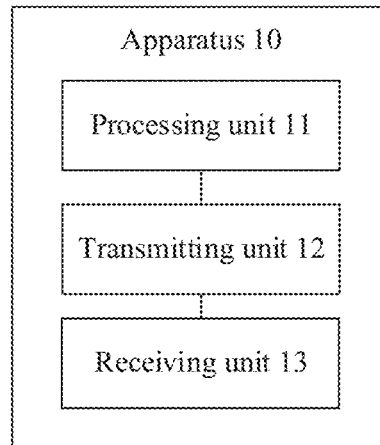 Apparatus 10
Processing unit 11
Transmitting unit 12
Receiving unit 13